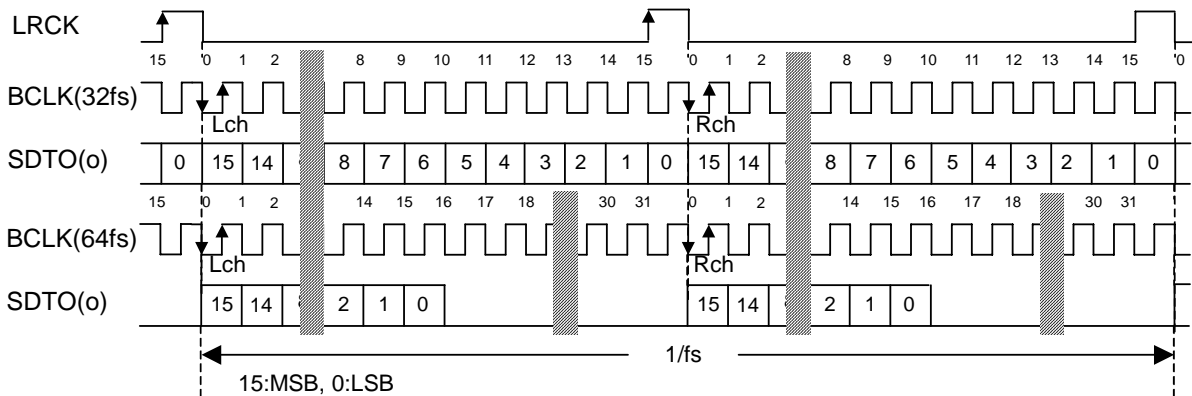 LRCK
15 0 1 2 8 9 10 11 12 13 14 15 0 1 2 8 9 10 11 12 13 14 15 0
BCLK(32fs)
Lch Rch
SDTO(o) 0 15 14 8 7 6 5 4 3 2 1 0 15 14 8 7 6 5 4 3 2 1 0
15 0 1 2 14 15 16 17 18 30 31 0 1 2 14 15 16 17 18 30 31
BCLK(64fs)
Lch Rch
SDTO(o) 15 14 2 1 0 15 14 2 1 0
1/fs
15:MSB, 0:LSB